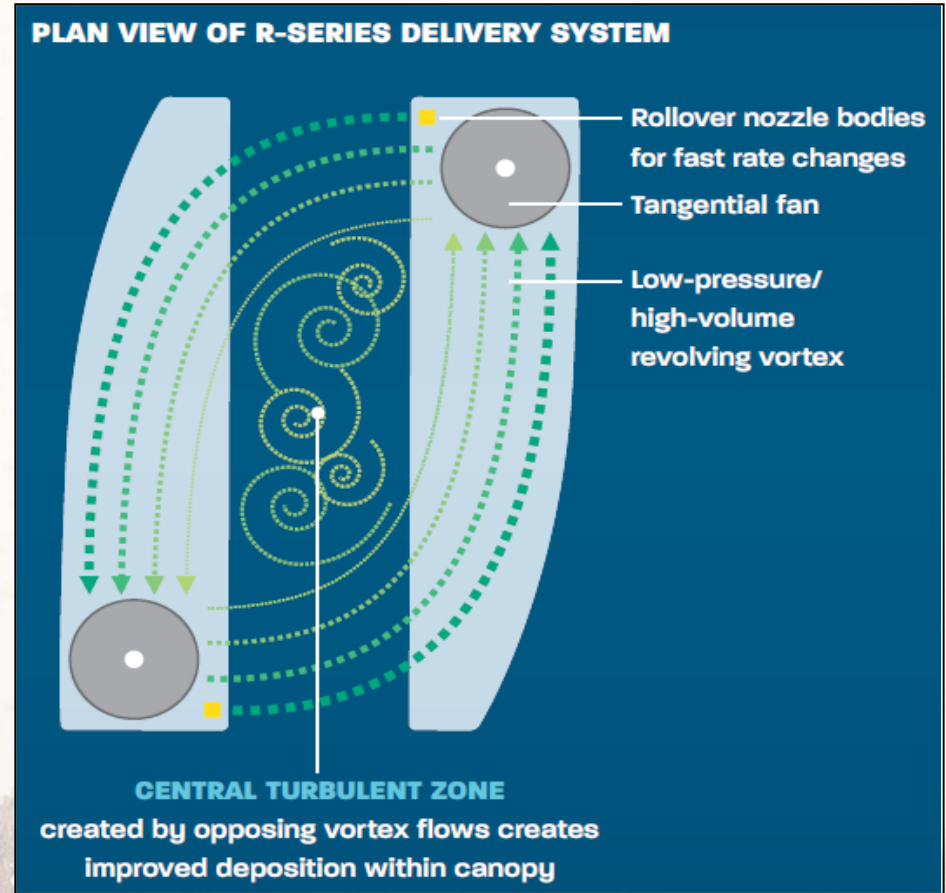 PLAN VIEW OF R-SERIES DELIVERY SYSTEM
Rollover nozzle bodies
for fast rate changes
Tangential fan
Low-pressure/
high-volume
revolving vortex
CENTRAL TURBULENT ZONE
created by opposing vortex flows creates
improved deposition within canopy